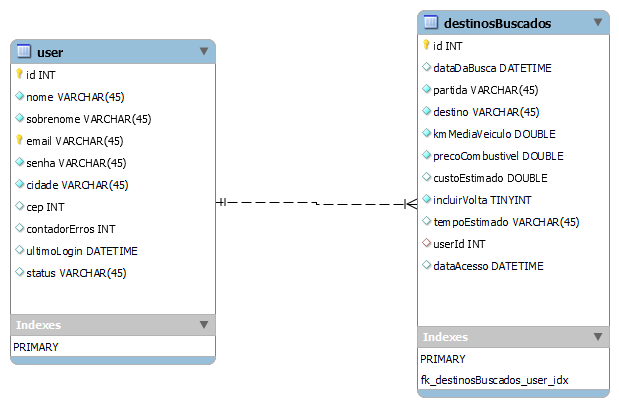 user
id INT
nome VARCHAR(45)
sobrenome VARCHAR(45)
email VARCHAR(45)
senha VARCHAR(45)
cidade VARCHAR(45)
cep INT
contadorErros INT
ultimoLogin DATETIME
status VARCHAR(45)
Indexes
PRIMARY
destinosBuscados
id INT
dataDaBusca DATETIME
partida VARCHAR(45)
destino VARCHAR(45)
kmMediaVeiculo DOUBLE
precoCombustivel DOUBLE
custoEstimado DOUBLE
incluirVolta TINYINT
tempoEstimado VARCHAR(45)
userId INT
dataAcesso DATETIME
Indexes
PRIMARY
fk_destinosBuscados_user_idx